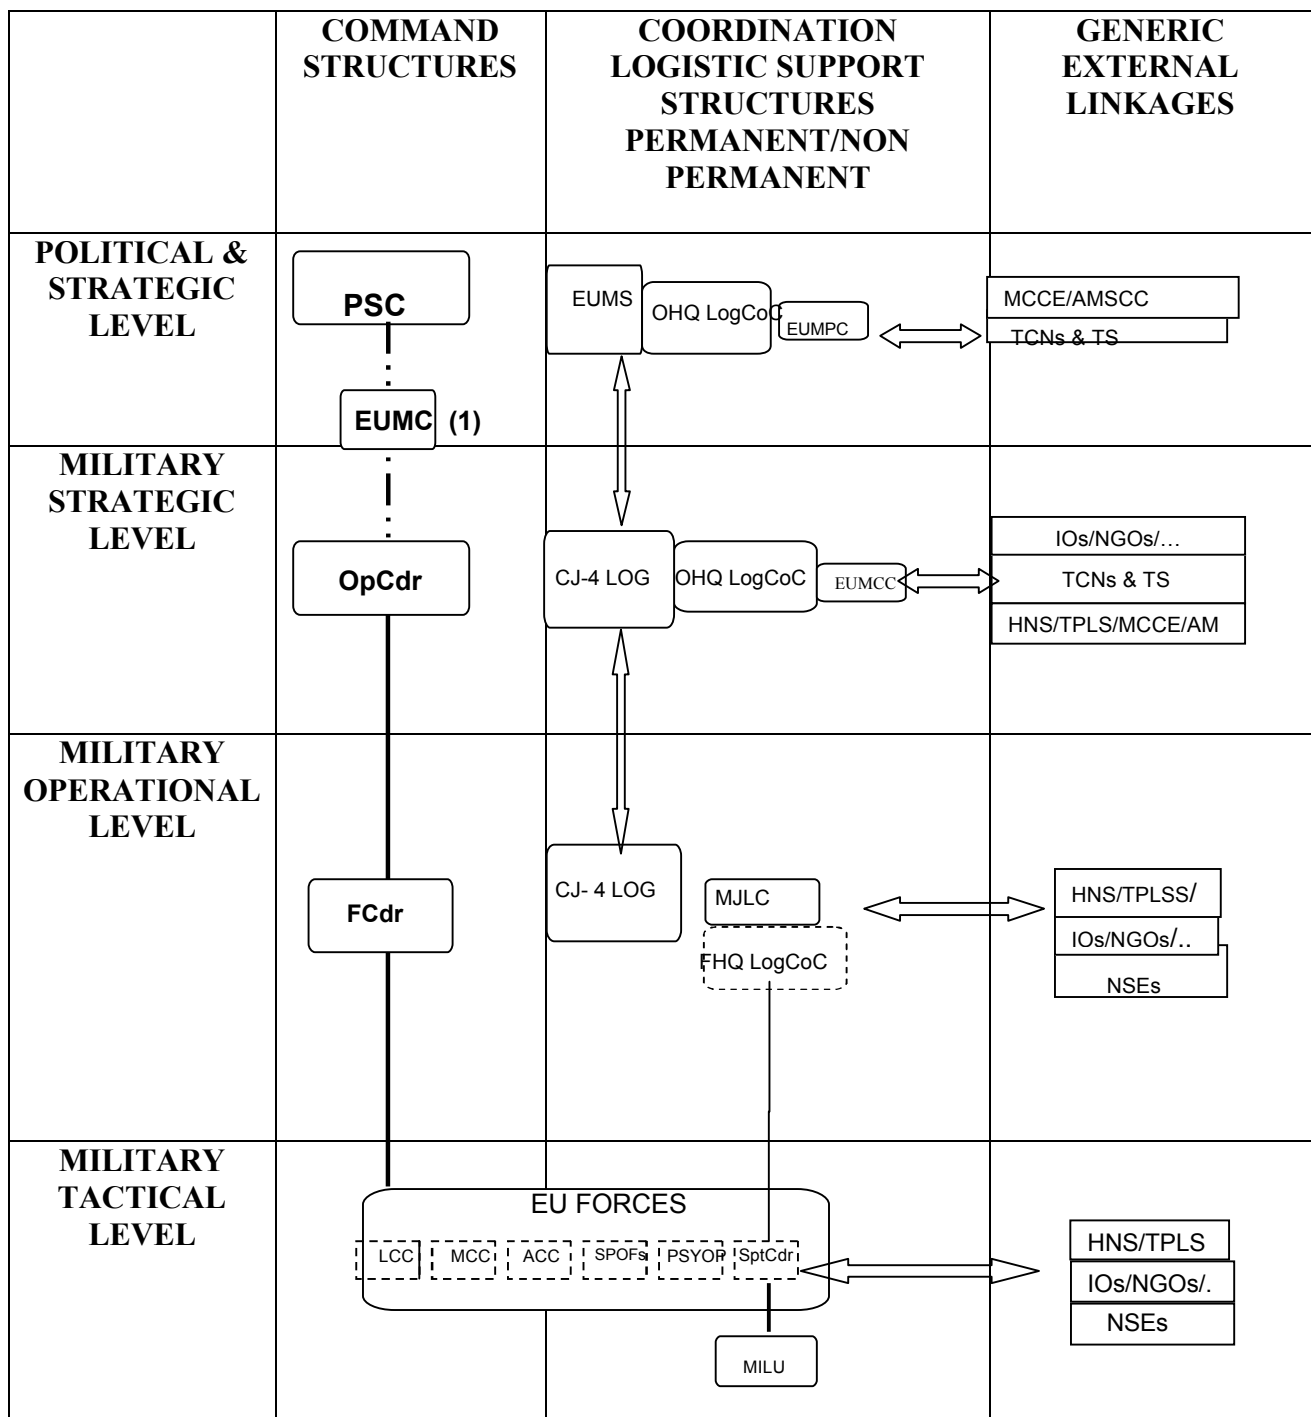 COMMAND
STRUCTURES
COORDINATION
LOGISTIC SUPPORT
STRUCTURES
PERMANENT/NON
PERMANENT
GENERIC
EXTERNAL
LINKAGES
POLITICAL &
STRATEGIC
LEVEL
PSC
EUMC (1)
EUMS
OHQ LogCoC
EUMPC
MCCE/AMSCC
TCNs & TS
MILITARY
STRATEGIC
LEVEL
OpCdr
CJ-4 LOG
OHQ LogCoC
EUMCC
IOs/NGOs/…
TCNs & TS
HNS/TPLS/MCCE/AM
MILITARY
OPERATIONAL
LEVEL
FCdr
CJ- 4 LOG
MJLC
FHQ LogCoC
HNS/TPLSS/
IOs/NGOs/..
NSEs
MILITARY
TACTICAL
LEVEL
EU FORCES
LCC
MCC
ACC
SPOFs
PSYOP
SptCdr
MILU
HNS/TPLS
IOs/NGOs/.
NSEs